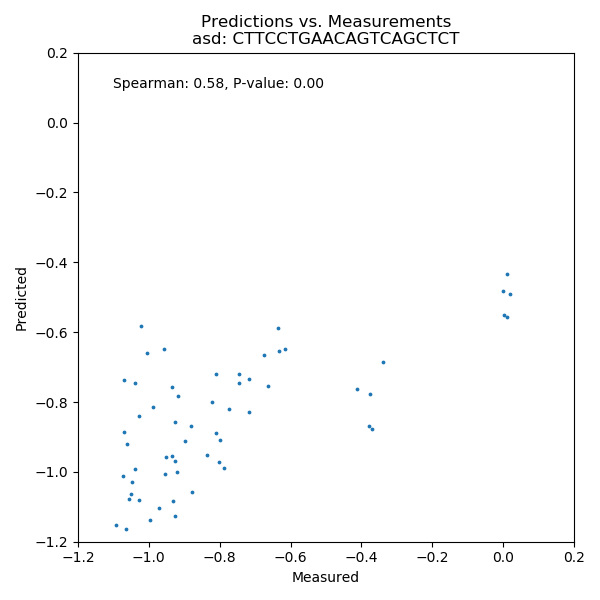 Predictions vs. Measurements
asd: CTTCCTGAACAGTCAGCTCT
0.2
Spearman: 0.58, P-value: 0.00
0.0
−0.2
−0.4
Predicted
−0.6
−0.8
−1.0
−1.2
−1.2 −1.0 −0.8 −0.6 −0.4 −0.2 0.0 0.2
Measured